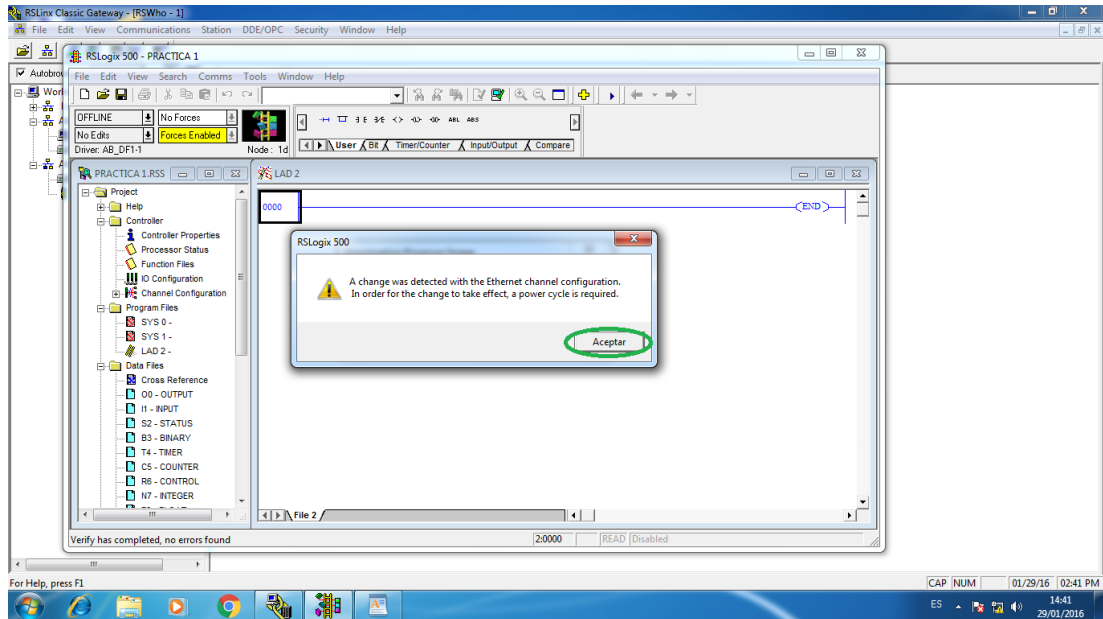 RSLinx Classic Gateway - [RSWho - 1]
File Edit View Communications Station DDE/OPC Security Window Help
RSLogix 500 - PRACTICA 1
File Edit View Search Comms Tools Window Help
OFFLINE No Forces
No Edits Forces Enabled
Driver: AB_DF1-1 Node: 1d
ABL ABS
User Bit Timer/Counter Input/Output Compare
PRACTICA 1.RSS
Project
Help
Controller
Controller Properties
Processor Status
Function Files
IO Configuration
Channel Configuration
Program Files
SYS 0 -
SYS 1 -
LAD 2 -
Data Files
Cross Reference
O0 - OUTPUT
I1 - INPUT
S2 - STATUS
B3 - BINARY
T4 - TIMER
C5 - COUNTER
R6 - CONTROL
N7 - INTEGER
LAD 2
0000
END
RSLogix 500
A change was detected with the Ethernet channel configuration.
In order for the change to take effect, a power cycle is required.
Aceptar
File 2
Verify has completed, no errors found
2:0000 READ Disabled
For Help, press F1
CAP NUM 01/29/16 02:41 PM
ES
14:41
29/01/2016